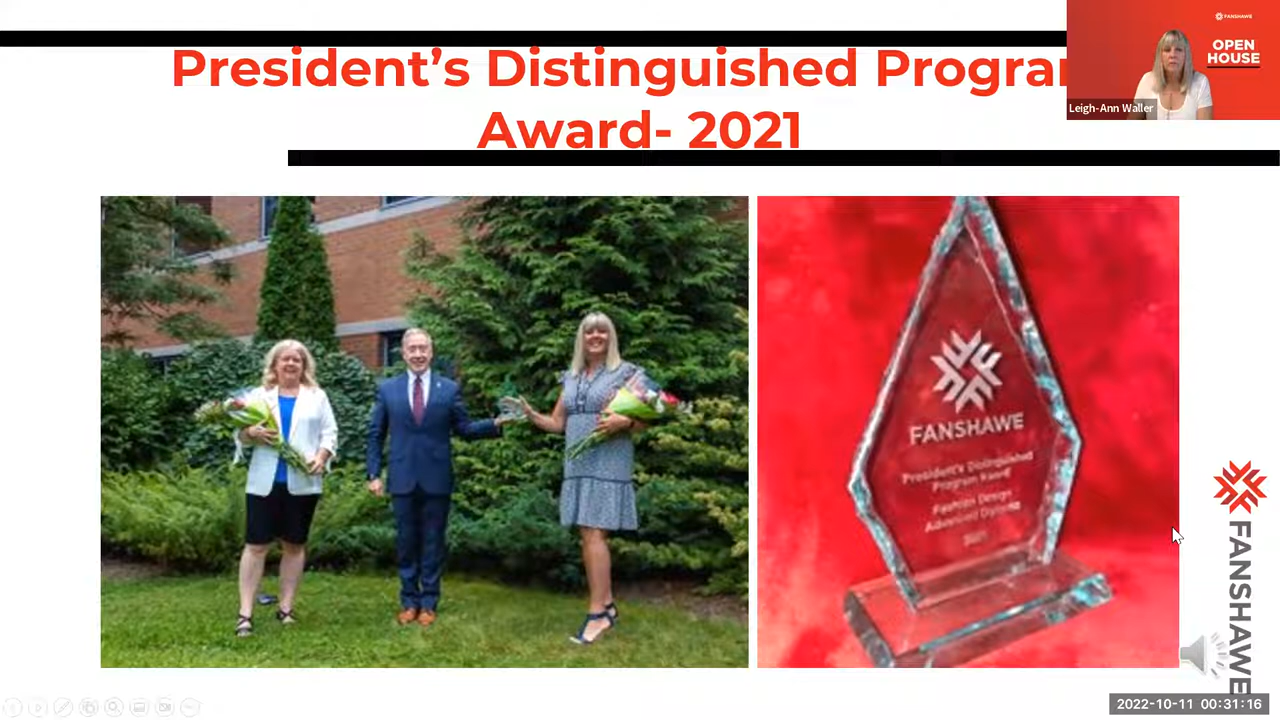 President's Distinguished Progra
Award- 2021
FANSHAWE
OPEN
HOUSE
Leigh-Ann Waller
FANSHAWE
President's Distinguished
Program Award
Fashion Design
Advanced Diploma
2021
FANSHAWE
2022-10-11 00:31:16